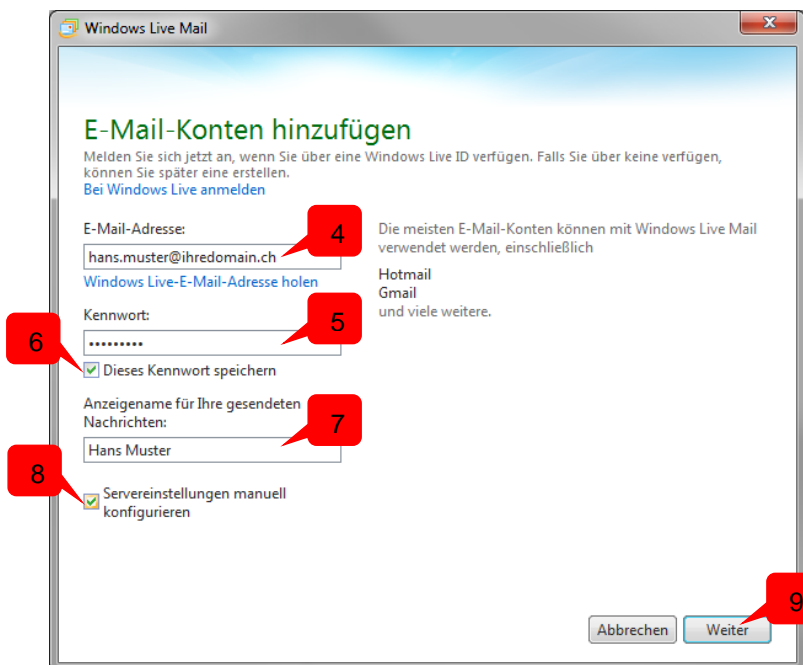 Windows Live Mail
x
E-Mail-Konten hinzufügen
Melden Sie sich jetzt an, wenn Sie über eine Windows Live ID verfügen. Falls Sie über keine verfügen,
können Sie später eine erstellen.
Bei Windows Live anmelden
E-Mail-Adresse:
4
hans.muster@ihredomain.ch
Windows Live-E-Mail-Adresse holen
Die meisten E-Mail-Konten können mit Windows Live Mail
verwendet werden, einschließlich
Hotmail
Gmail
und viele weitere.
Kennwort:
5
•••••••••
6
Dieses Kennwort speichern
Anzeigename für Ihre gesendeten
Nachrichten:
7
Hans Muster
8
Servereinstellungen manuell
konfigurieren
9
Abbrechen
Weiter